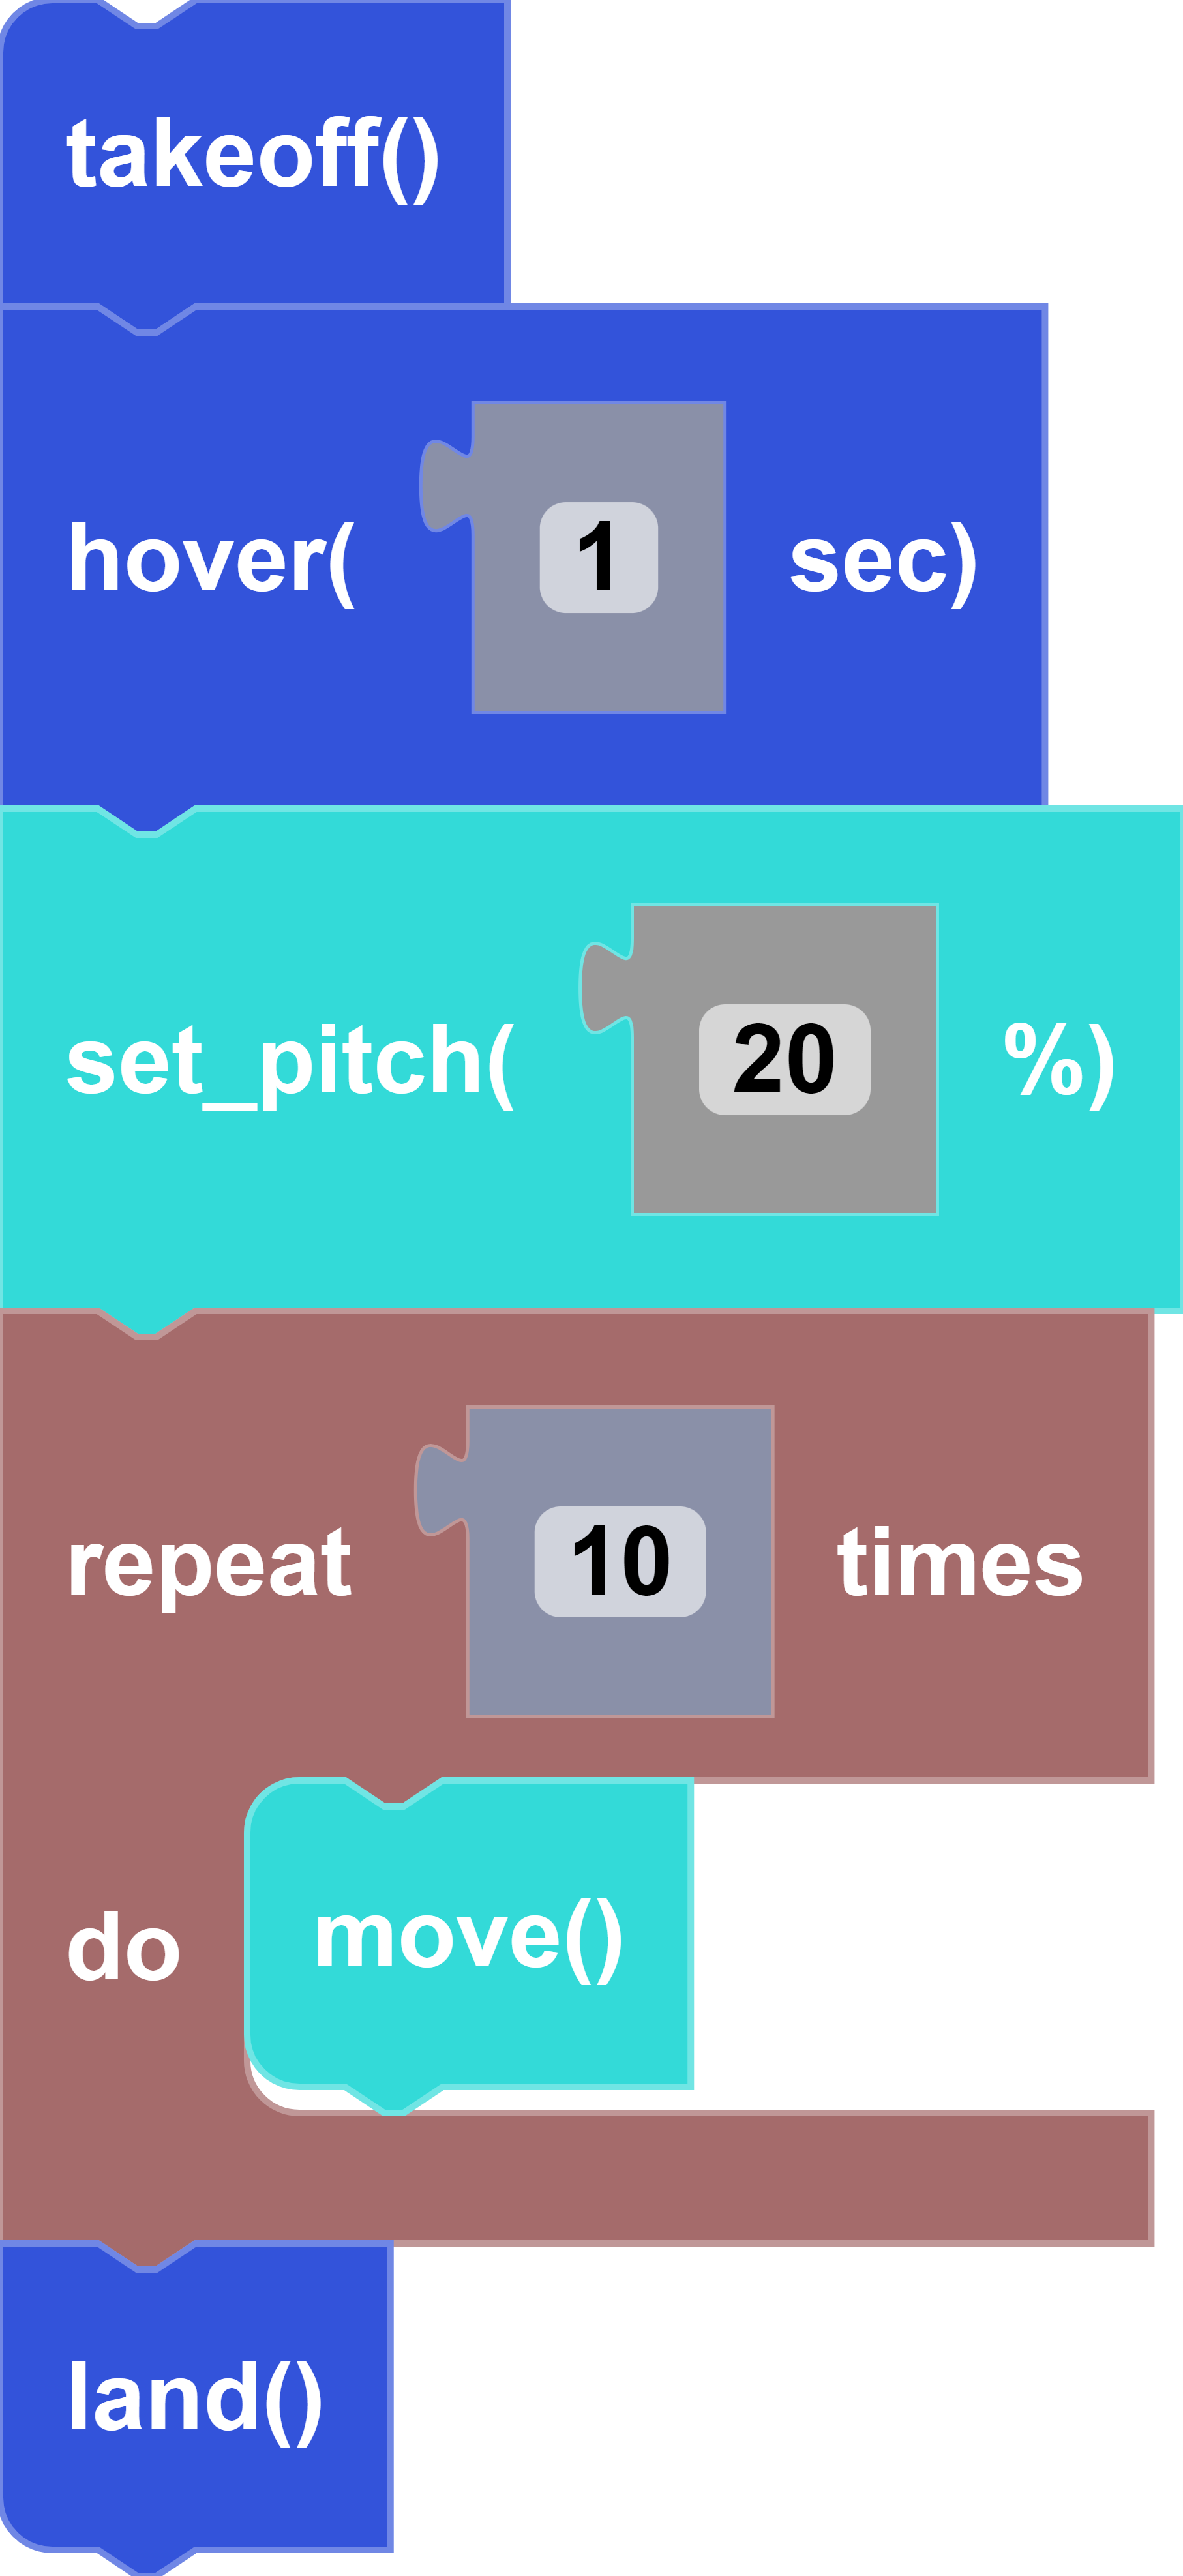 takeoff()
hover( 1 sec)
set_pitch( 20 %)
repeat 10 times
do move()
land()